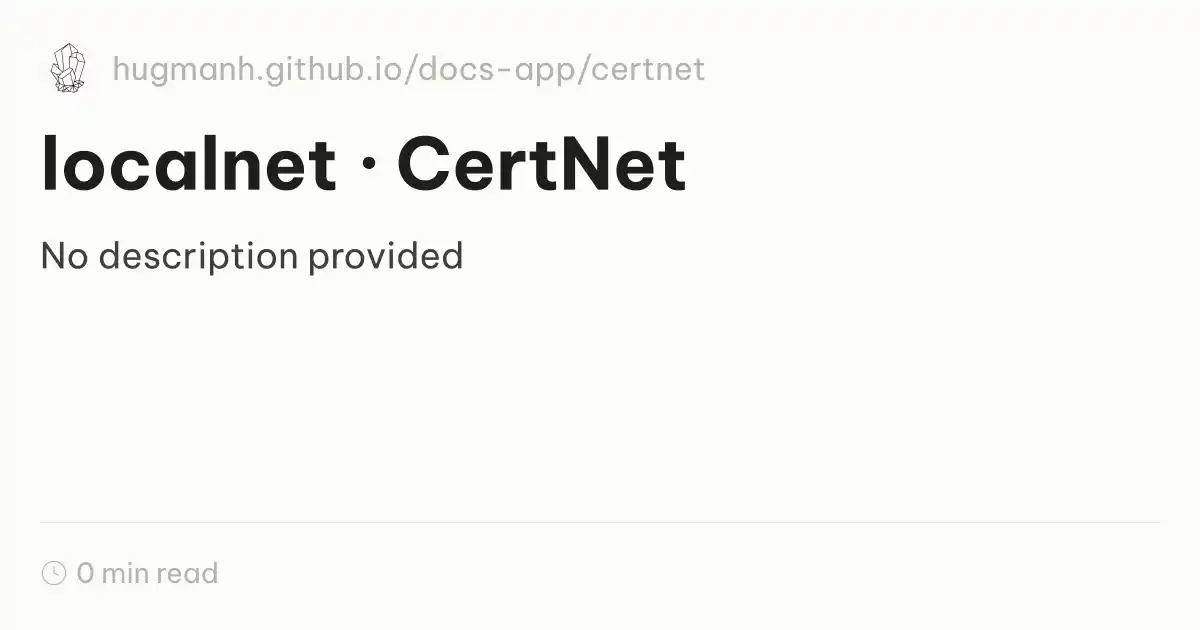 hugmanh.github.io/docs-app/certnet
localnet · CertNet
No description provided
0 min read